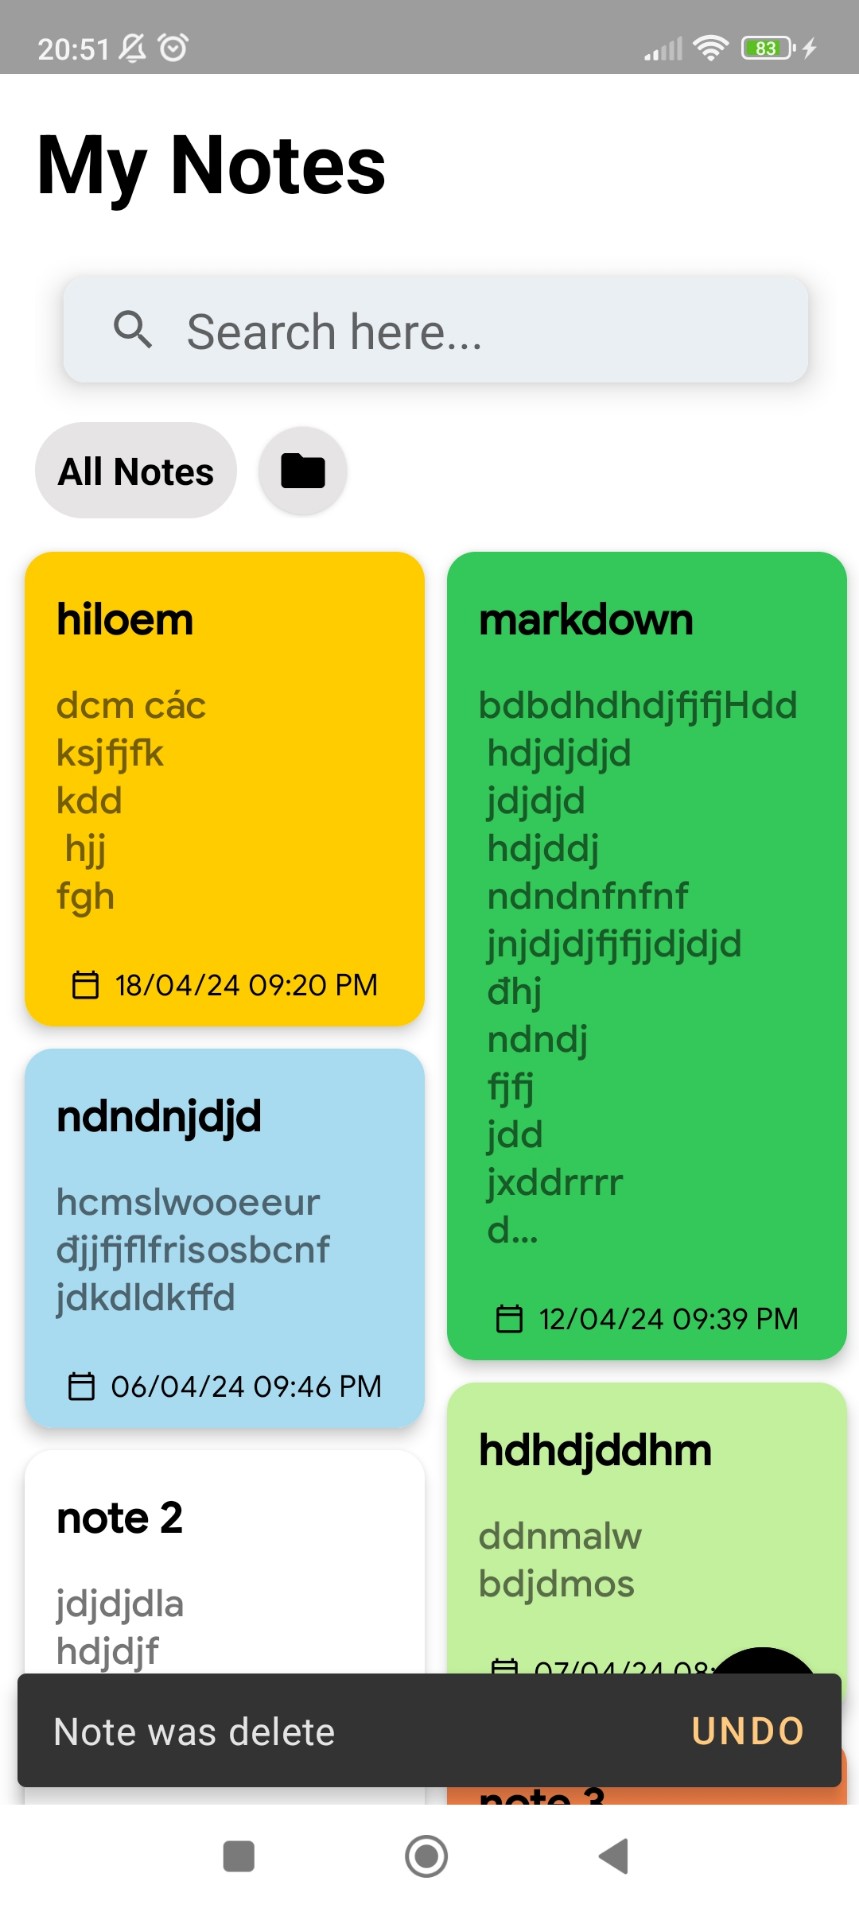 20:51
83
My Notes
Search here...
All Notes
hiloem
dcm các
ksjfjfk
kdd
hjj
fgh
18/04/24 09:20 PM
markdown
bdbdhdhdjfjfjHdd
hdjdjdjd
jdjdjd
hdjddj
ndndnfnfnf
jnjdjdjfjfjjdjdjd
đhj
ndndj
fjfj
jdd
jxddrrrr
d...
12/04/24 09:39 PM
ndndnjdjd
hcmslwooeeur
đjjfjflfrisosbcnf
jdkdldkffd
06/04/24 09:46 PM
hdhdjddhm
ddnmalw
bdjdmos
07/04/24 08:
note 2
jdjdjdla
hdjdjf
Note was delete
UNDO
note 3